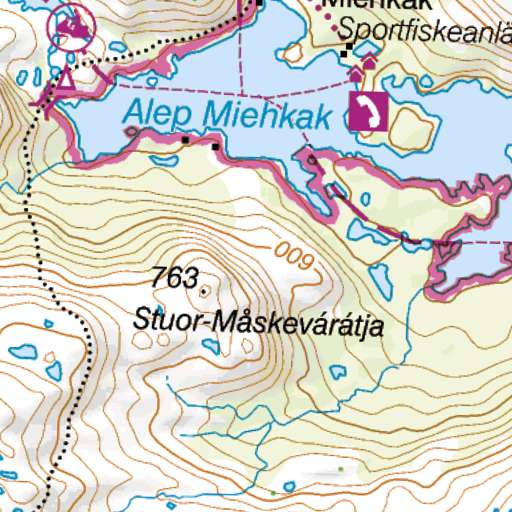 Miehkak
Sportfiskeanlä
Alep Miehkak
600
763
Stuor-Måskevárátja